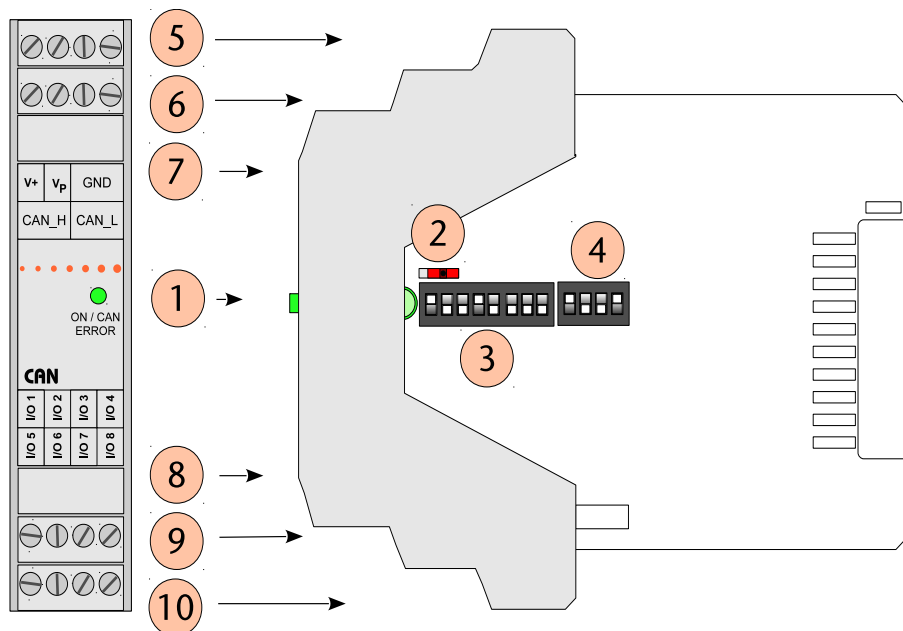 5
6
7
V+ VP GND
CAN_H CAN_L
2
4
1
ON / CAN
ERROR
3
CAN
I/O 1 I/O 2 I/O 3 I/O 4
I/O 5 I/O 6 I/O 7 I/O 8
8
9
10